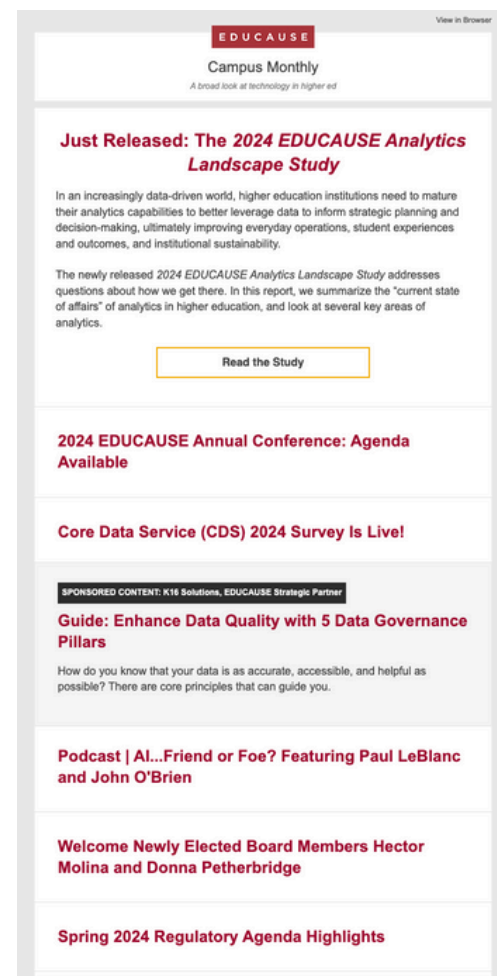 View in Browser
EDUCAUSE
Campus Monthly
A broad look at technology in higher ed
Just Released: The 2024 EDUCAUSE Analytics
Landscape Study
In an increasingly data-driven world, higher education institutions need to mature
their analytics capabilities to better leverage data to inform strategic planning and
decision-making, ultimately improving everyday operations, student experiences
and outcomes, and institutional sustainability.
The newly released 2024 EDUCAUSE Analytics Landscape Study addresses
questions about how we get there. In this report, we summarize the “current state
of affairs” of analytics in higher education, and look at several key areas of
analytics.
Read the Study
2024 EDUCAUSE Annual Conference: Agenda
Available
Core Data Service (CDS) 2024 Survey Is Live!
SPONSORED CONTENT: K16 Solutions, EDUCAUSE Strategic Partner
Guide: Enhance Data Quality with 5 Data Governance
Pillars
How do you know that your data is as accurate, accessible, and helpful as
possible? There are core principles that can guide you.
Podcast | AI...Friend or Foe? Featuring Paul LeBlanc
and John O'Brien
Welcome Newly Elected Board Members Hector
Molina and Donna Petherbridge
Spring 2024 Regulatory Agenda Highlights